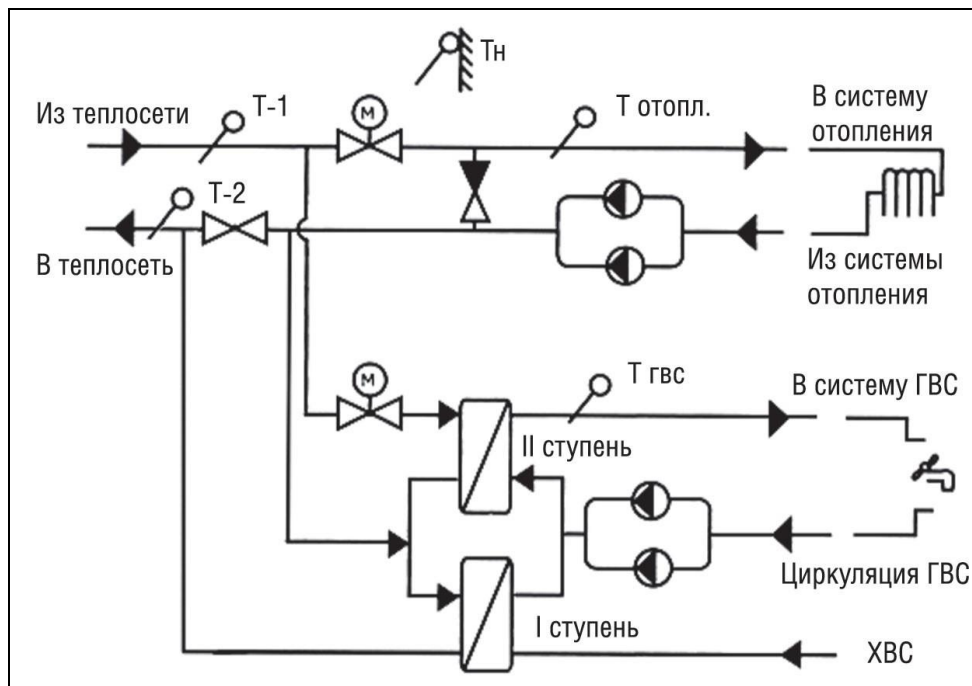 Тн
Из теплосети
Т-1
М
Т отопл.
В систему
отопления
Т-2
В теплосеть
Из системы
отопления
М
Т гвс
В систему ГВС
II ступень
Циркуляция ГВС
I ступень
ХВС